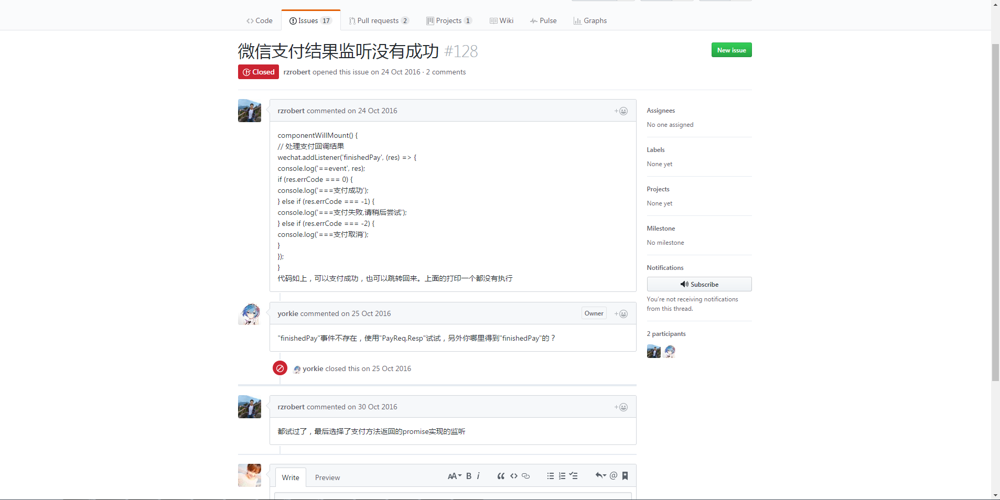 Code Issues 17 Pull requests 2 Projects 1 Wiki Pulse Graphs
微信支付结果监听没有成功 #128
New issue
Closed rzrobert opened this issue on 24 Oct 2016 · 2 comments
rzrobert commented on 24 Oct 2016
componentWillMount() {
// 处理支付回调结果
wechat.addListener('finishedPay', (res) => {
console.log('==event', res);
if (res.errCode === 0) {
console.log('===支付成功');
} else if (res.errCode === -1) {
console.log('===支付失败,请稍后尝试');
} else if (res.errCode === -2) {
console.log('===支付取消');
}
});
}
代码如上，可以支付成功，也可以跳转回来。上面的打印一个都没有执行
yorkie commented on 25 Oct 2016 Owner
"finishedPay"事件不存在，使用"PayReq.Resp"试试，另外你哪里得到"finishedPay"的？
yorkie closed this on 25 Oct 2016
rzrobert commented on 30 Oct 2016
都试过了，最后选择了支付方法返回的promise实现的监听
Write Preview
Assignees
No one assigned
Labels
None yet
Projects
None yet
Milestone
No milestone
Notifications
Subscribe
You're not receiving notifications
from this thread.
2 participants